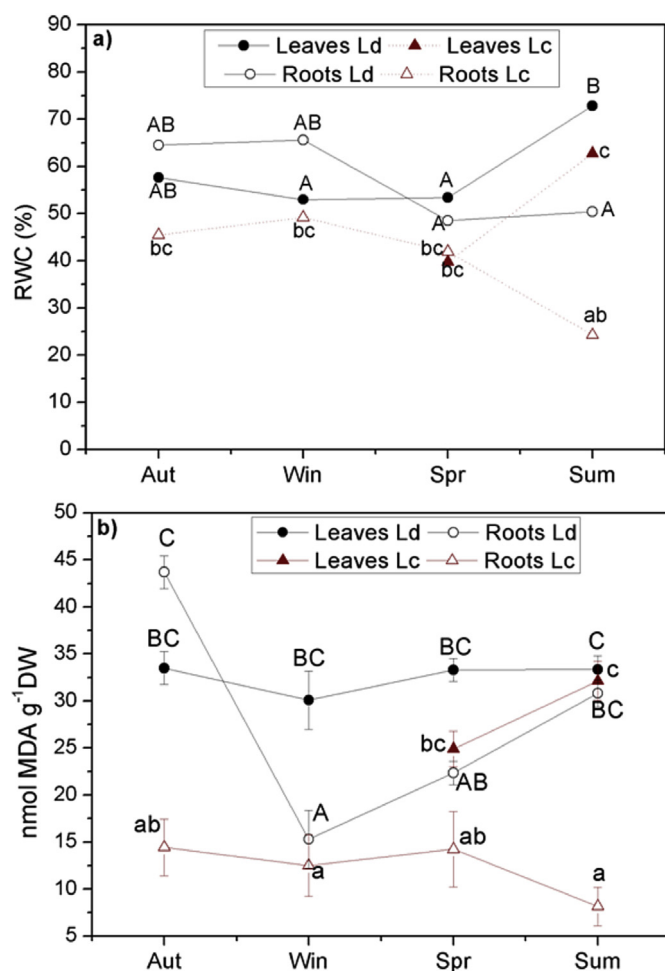 a)
Leaves Ld Leaves Lc
Roots Ld Roots Lc
RWC (%)
90
80
70
60
50
40
30
20
10
0
AB AB B
AB A A c
bc bc bc A A
bc ab
Aut Win Spr Sum
b)
Leaves Ld Roots Ld
Leaves Lc Roots Lc
nmol MDA g⁻¹DW
50
45
40
35
30
25
20
15
10
5
C
BC BC BC C
c
bc BC
AB
ab A ab
a a
Aut Win Spr Sum